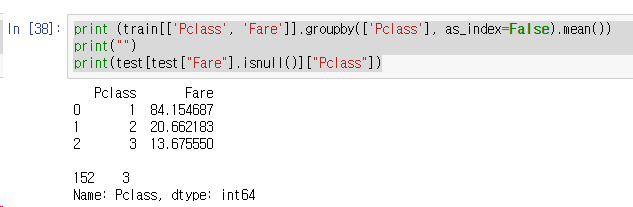 In [38]: print (train[['Pclass', 'Fare']].groupby(['Pclass'], as_index=False).mean())
print("")
print(test[test["Fare"].isnull()]["Pclass"])
Pclass Fare
0 1 84.154687
1 2 20.662183
2 3 13.675550
152 3
Name: Pclass, dtype: int64